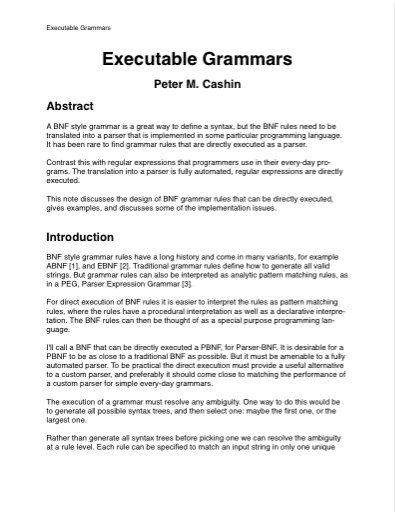 Executable Grammars
Executable Grammars
Peter M. Cashin
Abstract
A BNF style grammar is a great way to define a syntax, but the BNF rules need to be
translated into a parser that is implemented in some particular programming language.
It has been rare to find grammar rules that are directly executed as a parser.
Contrast this with regular expressions that programmers use in their every-day pro-
grams. The translation into a parser is fully automated, regular expressions are directly
executed.
This note discusses the design of BNF grammar rules that can be directly executed,
gives examples, and discusses some of the implementation issues.
Introduction
BNF style grammar rules have a long history and come in many variants, for example
ABNF [1], and EBNF [2]. Traditional grammar rules define how to generate all valid
strings. But grammar rules can also be interpreted as analytic pattern matching rules, as
in a PEG, Parser Expression Grammar [3].
For direct execution of BNF rules it is easier to interpret the rules as pattern matching
rules, where the rules have a procedural interpretation as well as a declarative interpre-
tation. The BNF rules can then be thought of as a special purpose programming lan-
guage.
I'll call a BNF that can be directly executed a PBNF, for Parser-BNF. It is desirable for a
PBNF to be as close to a traditional BNF as possible. But it must be amenable to a fully
automated parser. To be practical the direct execution must provide a useful alternative
to a custom parser, and preferably it should come close to matching the performance of
a custom parser for simple every-day grammars.
The execution of a grammar must resolve any ambiguity. One way to do this would be
to generate all possible syntax trees, and then select one: maybe the first one, or the
largest one.
Rather than generate all syntax trees before picking one we can resolve the ambiguity
at a rule level. Each rule can be specified to match an input string in only one unique